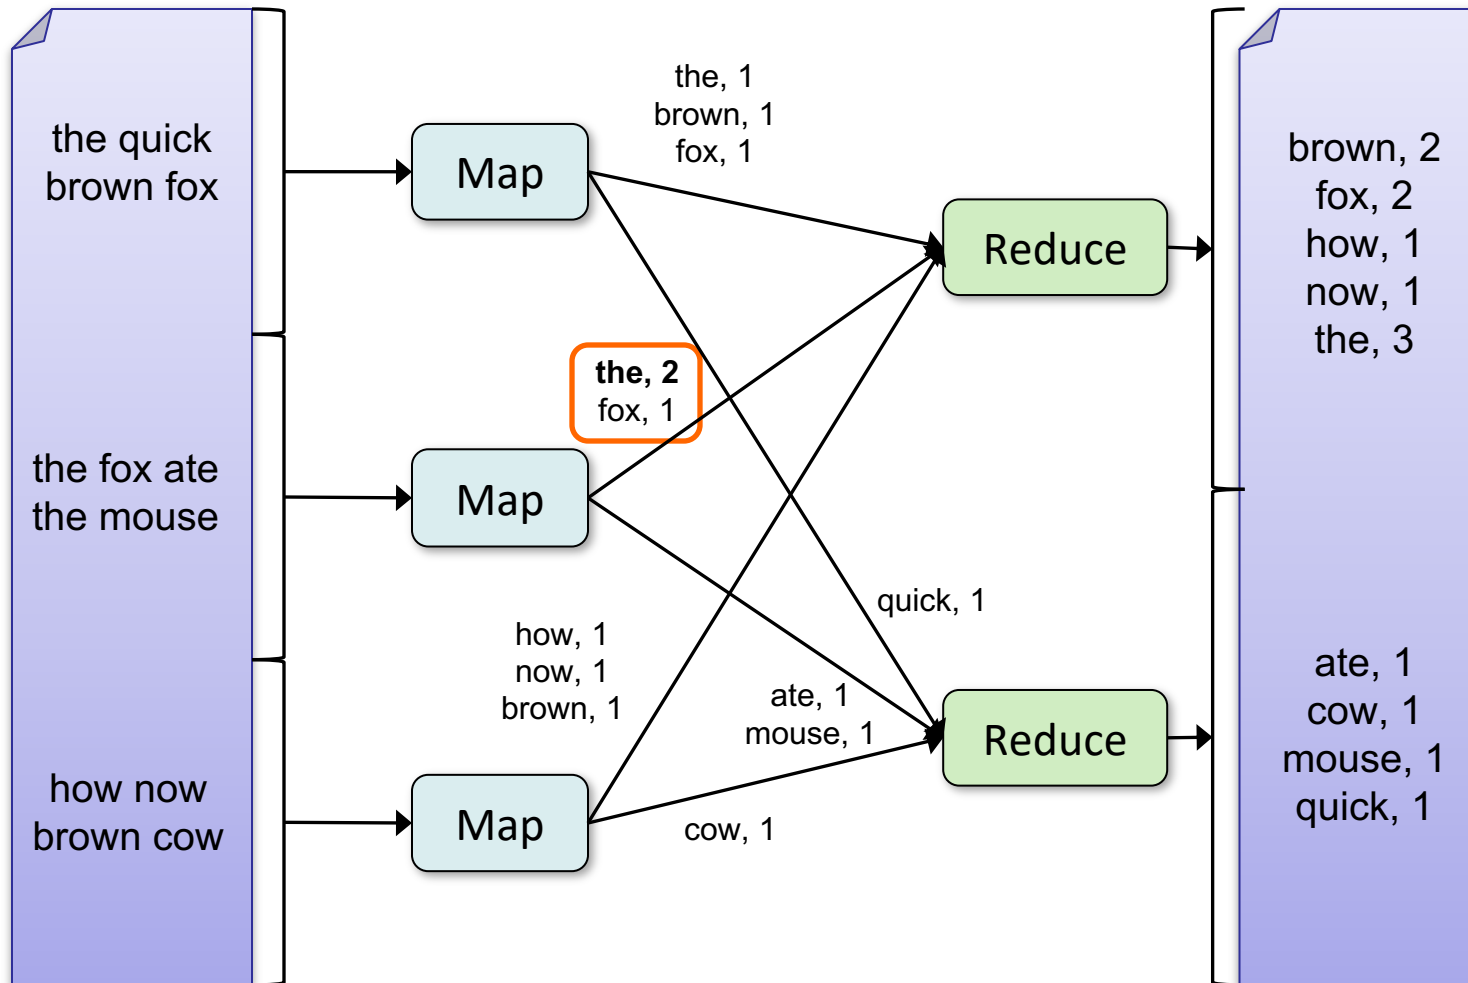 the quick
brown fox
the fox ate
the mouse
how now
brown cow
Map
Map
Map
the, 1
brown, 1
fox, 1
the, 2
fox, 1
how, 1
now, 1
brown, 1
quick, 1
ate, 1
mouse, 1
cow, 1
Reduce
Reduce
brown, 2
fox, 2
how, 1
now, 1
the, 3
ate, 1
cow, 1
mouse, 1
quick, 1